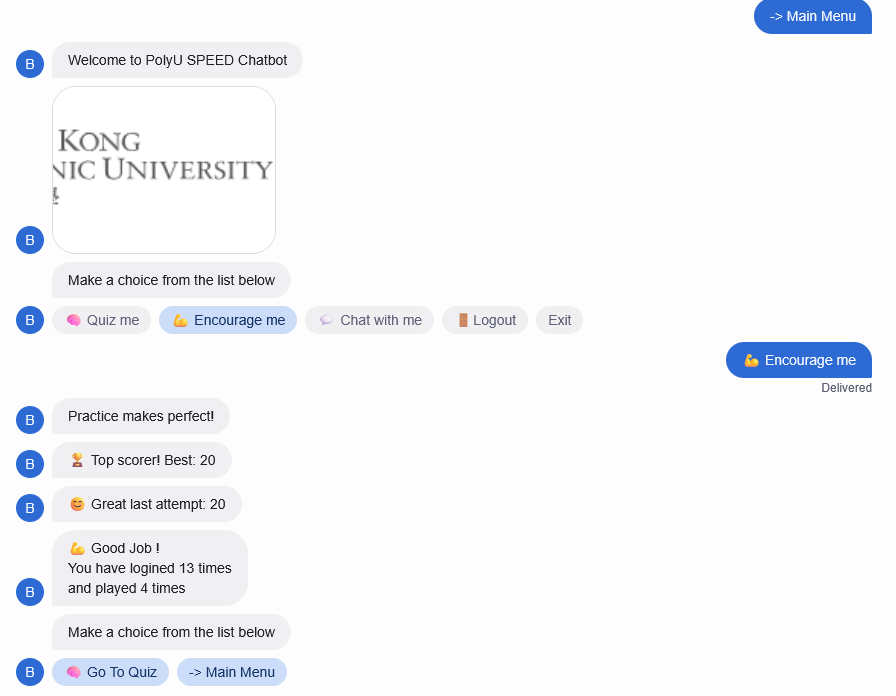 -> Main Menu
B Welcome to PolyU SPEED Chatbot
KONG
NIC UNIVERSITY
B
Make a choice from the list below
B 🧠 Quiz me 💪 Encourage me 💬 Chat with me 🚪 Logout Exit
💪 Encourage me
Delivered
B Practice makes perfect!
B 🏆 Top scorer! Best: 20
B 😊 Great last attempt: 20
💪 Good Job !
You have logined 13 times
B and played 4 times
Make a choice from the list below
B 🧠 Go To Quiz -> Main Menu